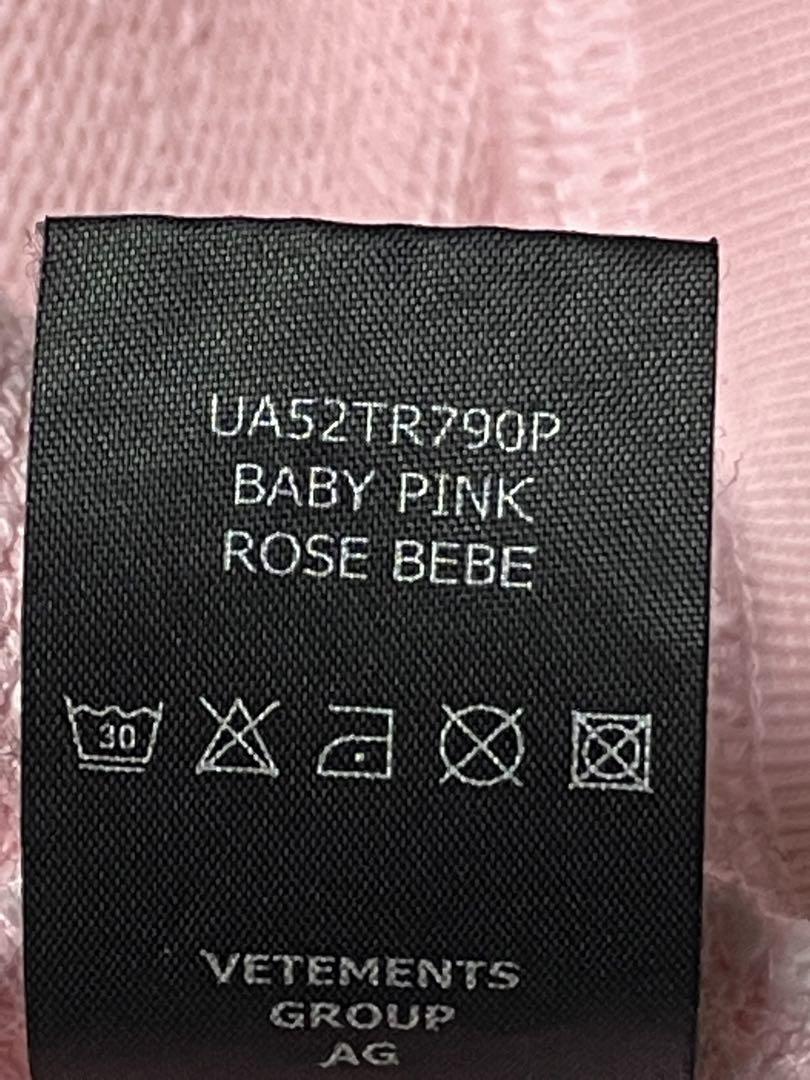 UA52TR790P
BABY PINK
ROSE BEBE
30
VETEMENTS
GROUP
AG